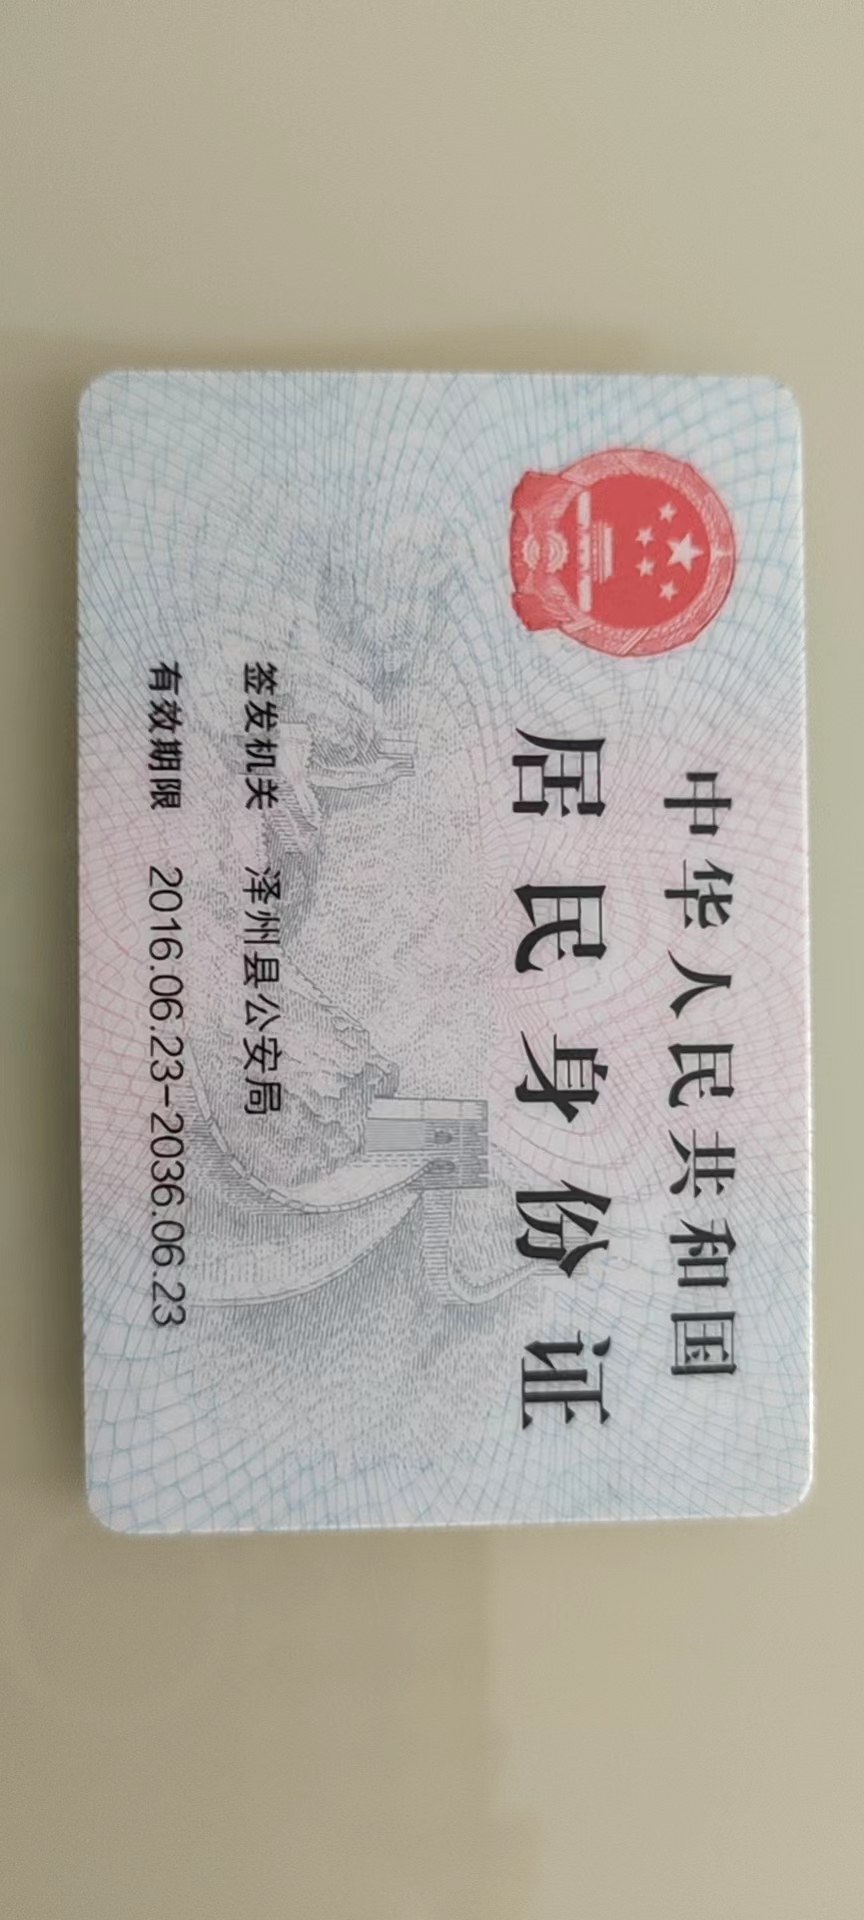 中华人民共和国
居民身份证
签发机关 泽州县公安局
有效期限 2016.06.23-2036.06.23